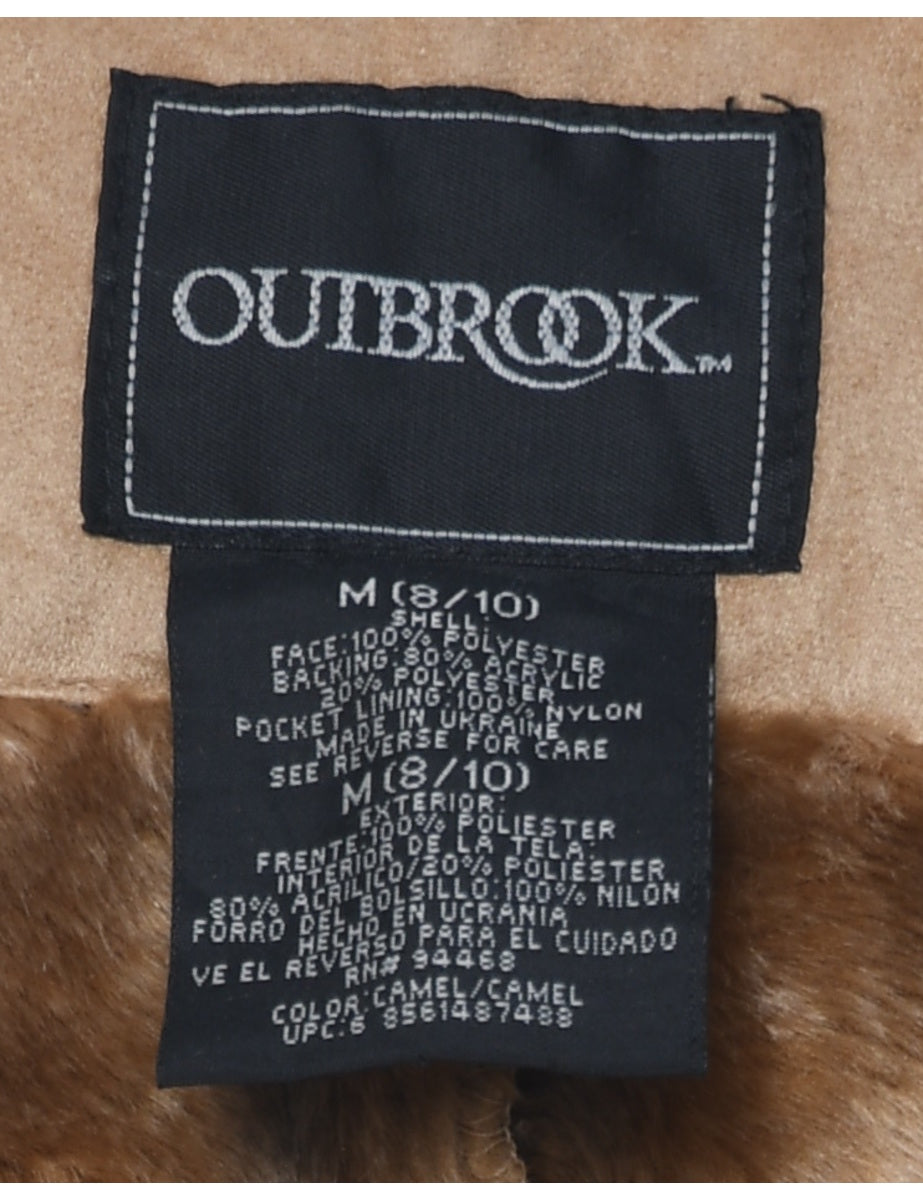 OUTBROOK™
M (8/10)
SHELL:
FACE:100% POLYESTER
BACKING:80% ACRYLIC
20% POLYESTER
POCKET LINING:100% NYLON
MADE IN UKRAINE
SEE REVERSE FOR CARE
M (8/10)
EXTERIOR:
FRENTE:100% POLIESTER
INTERIOR DE LA TELA:
80% ACRILICO/20% POLIESTER
FORRO DEL BOLSILLO:100% NILON
HECHO EN UCRANIA
VE EL REVERSO PARA EL CUIDADO
RN# 94468
COLOR:CAMEL/CAMEL
UPC:6 8561487488